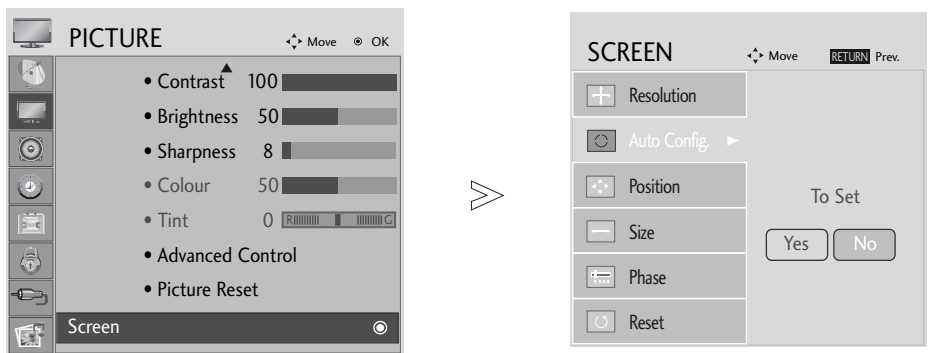 PICTURE
Move OK
• Contrast 100
• Brightness 50
• Sharpness 8
• Colour 50
• Tint 0 R G
• Advanced Control
• Picture Reset
Screen
SCREEN
Move RETURN Prev.
Resolution
Auto Config.
Position
Size
Phase
Reset
To Set
Yes No